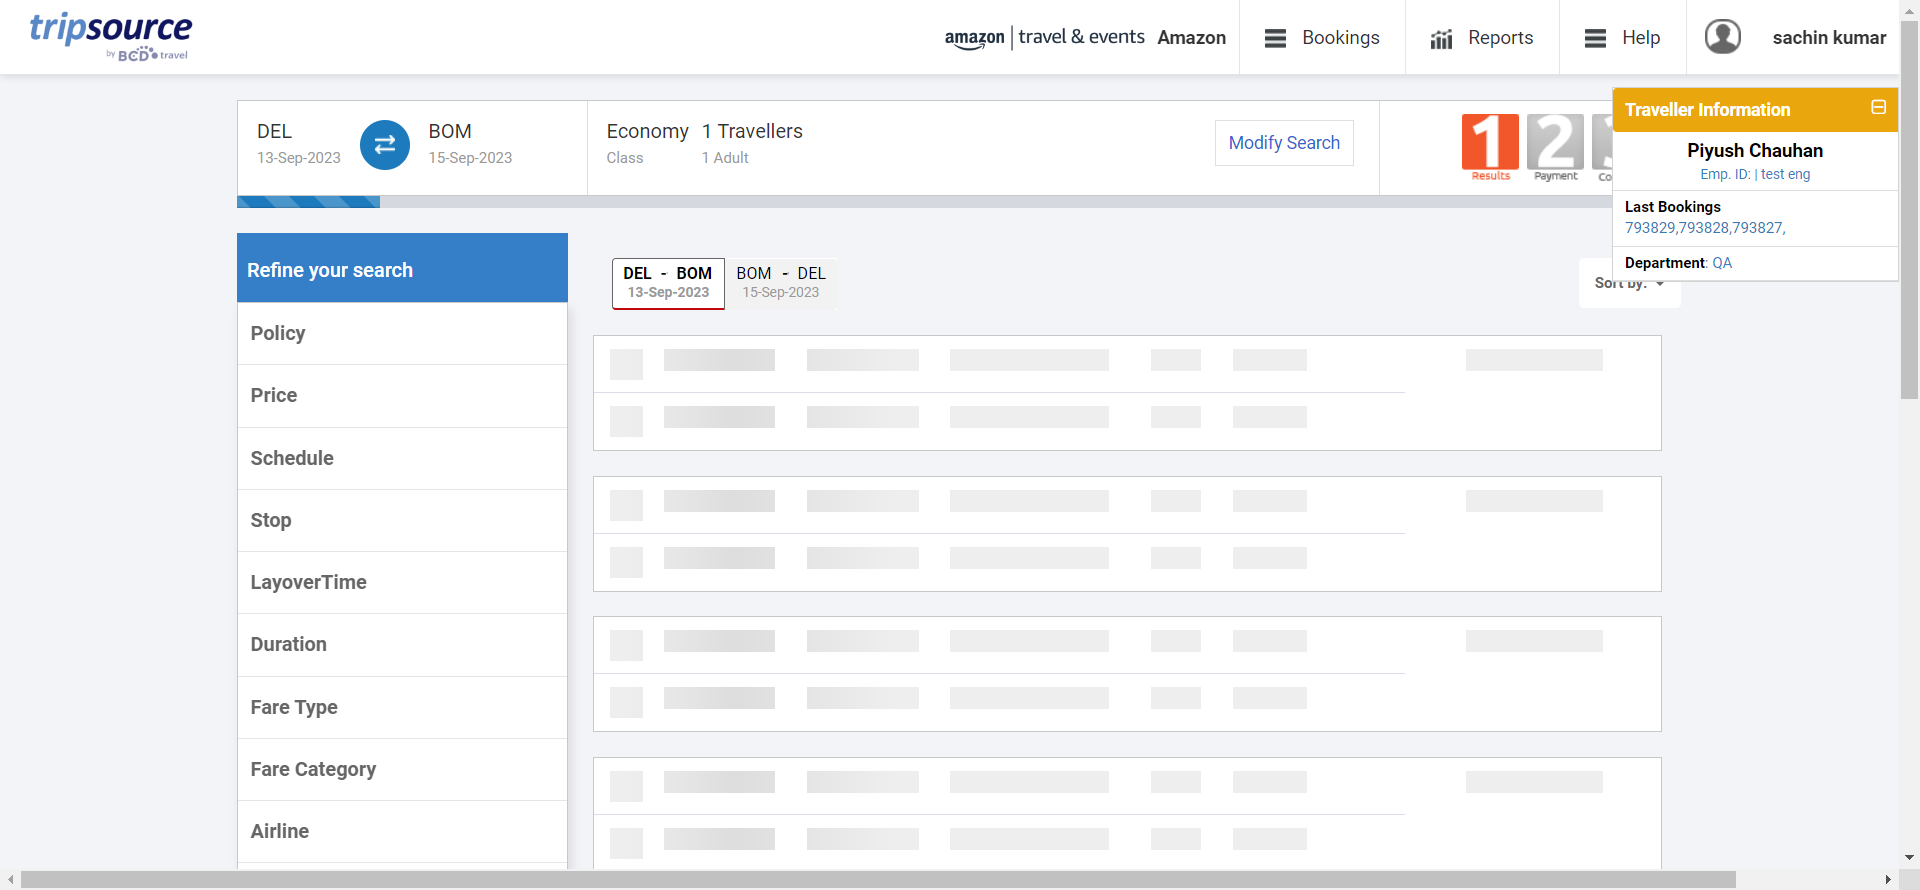 tripsource
by BCD travel
amazon | travel & events Amazon
Bookings
Reports
Help
sachin kumar
DEL
13-Sep-2023
BOM
15-Sep-2023
Economy
Class
1 Travellers
1 Adult
Modify Search
1
Results
2
Payment
Co
Traveller Information
Piyush Chauhan
Emp. ID: | test eng
Last Bookings
793829,793828,793827,
Department: QA
Refine your search
Policy
Price
Schedule
Stop
LayoverTime
Duration
Fare Type
Fare Category
Airline
DEL - BOM
13-Sep-2023
BOM - DEL
15-Sep-2023
Sort by: